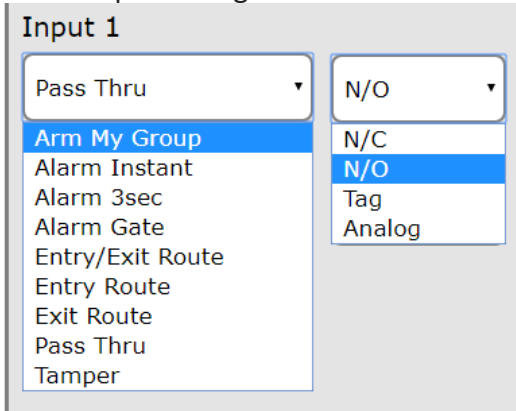 Input 1
Pass Thru
N/O
Arm My Group
Alarm Instant
Alarm 3sec
Alarm Gate
Entry/Exit Route
Entry Route
Exit Route
Pass Thru
Tamper
N/C
N/O
Tag
Analog